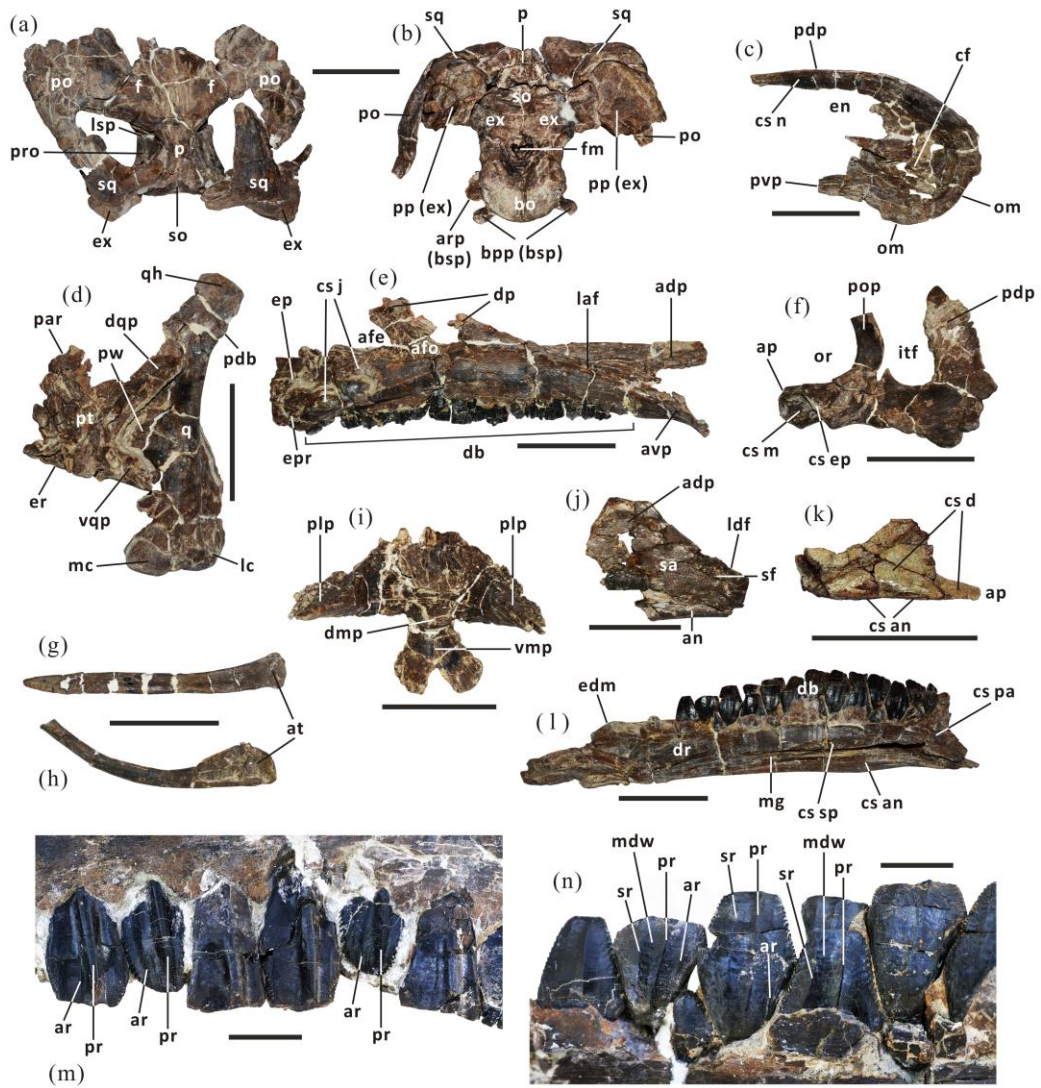 (a)
po
f
f
po
lsp
pro
p
sq
sq
ex
so
ex
(b)
sq
p
sq
po
so
ex
ex
po
fm
pp (ex)
pp (ex)
bo
arp
(bsp)
bpp (bsp)
(c)
pdp
cf
cs n
en
pvp
om
om
(d)
qh
par
dqp
pw
pdb
pt
q
er
vqp
mc
lc
(e)
ep
cs j
dp
laf
adp
afe
afo
epr
db
avp
(f)
pop
pdp
ap
or
itf
cs m
cs ep
(g)
at
(h)
(i)
plp
plp
dmp
vmp
(j)
adp
ldf
sa
sf
an
(k)
cs d
ap
cs an
(l)
edm
db
cs pa
dr
mg
cs sp
cs an
ar
pr
ar
pr
ar
pr
(m)
(n)
mdw
sr
pr
ar
sr
pr
ar
sr
mdw
pr